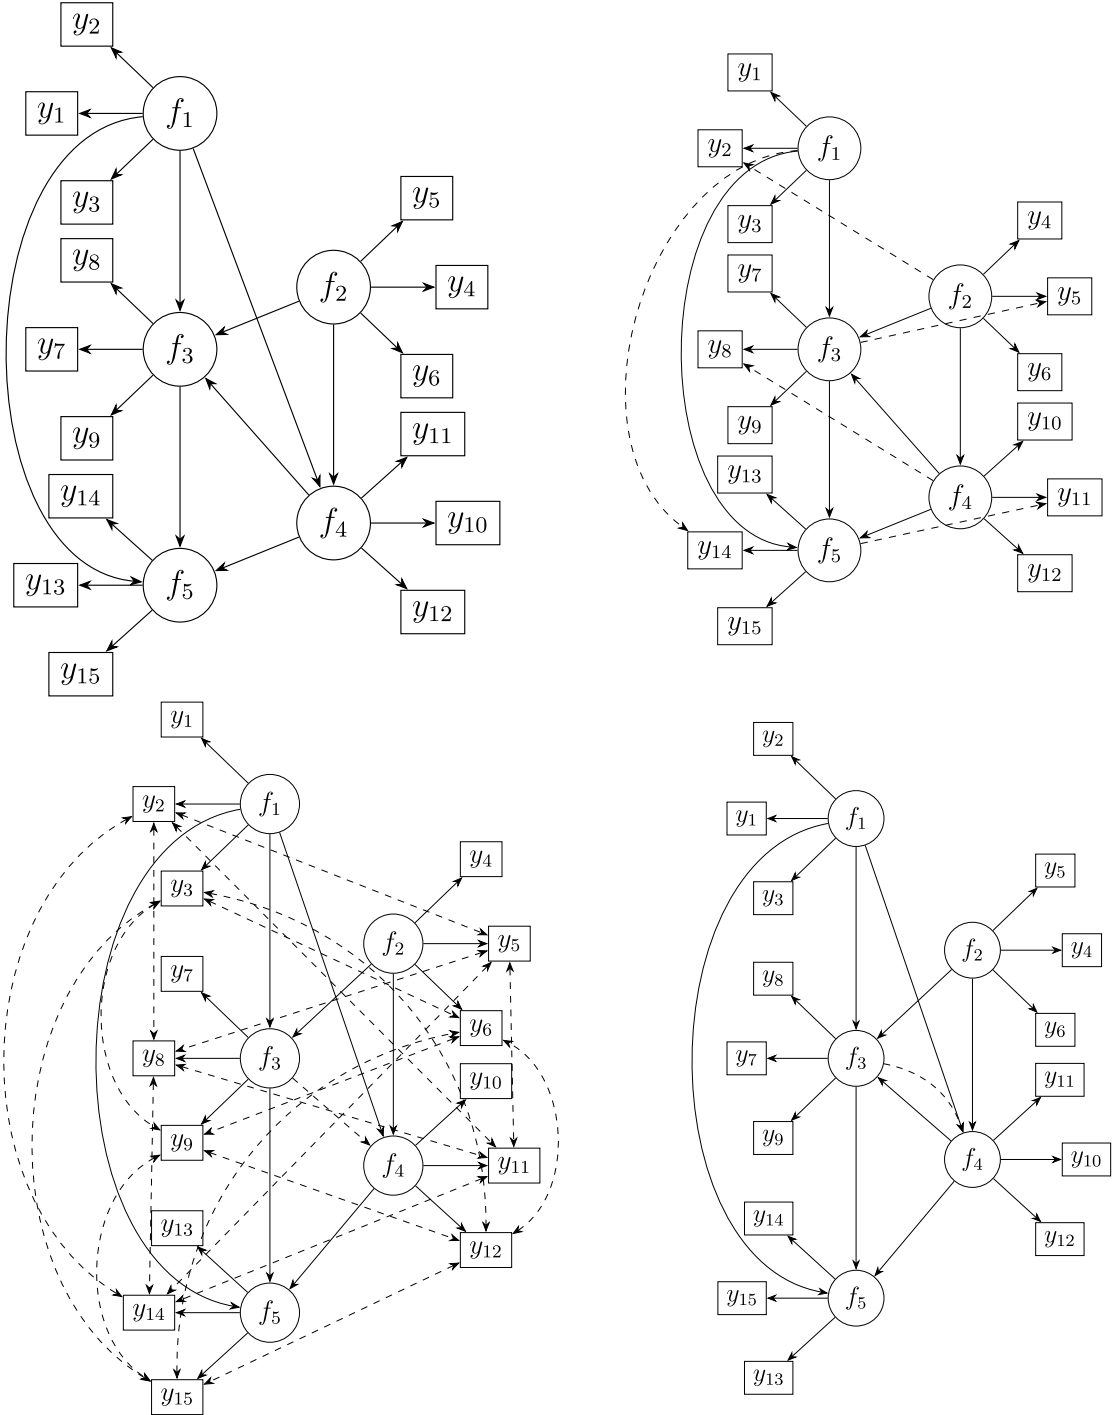 y₂
y₁
f₁
y₃
y₅
y₈
f₂
y₄
y₇
f₃
y₆
y₉
y₁₁
y₁₄
f₄
y₁₀
y₁₃
f₅
y₁₂
y₁₅
y₁
y₂
f₁
y₃
y₄
y₇
f₂
y₅
y₈
f₃
y₆
y₉
y₁₀
y₁₃
f₄
y₁₁
y₁₄
f₅
y₁₂
y₁₅
y₁
y₂
f₁
y₃
y₄
f₂
y₅
y₇
y₆
y₈
f₃
y₁₀
y₉
f₄
y₁₁
y₁₃
y₁₂
y₁₄
f₅
y₁₅
y₂
y₁
f₁
y₃
y₅
f₂
y₄
y₈
y₆
y₇
f₃
y₁₁
y₉
f₄
y₁₀
y₁₄
y₁₂
y₁₅
f₅
y₁₃